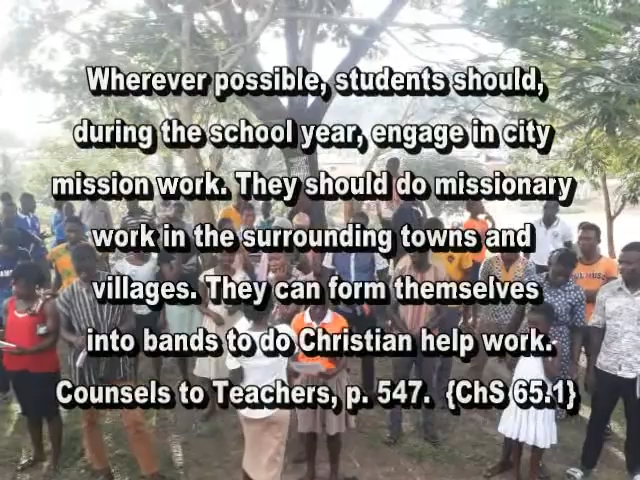 Wherever possible, students should,
during the school year, engage in city
mission work. They should do missionary
work in the surrounding towns and
villages. They can form themselves
into bands to do Christian help work.
Counsels to Teachers, p. 547. {ChS 65.1}